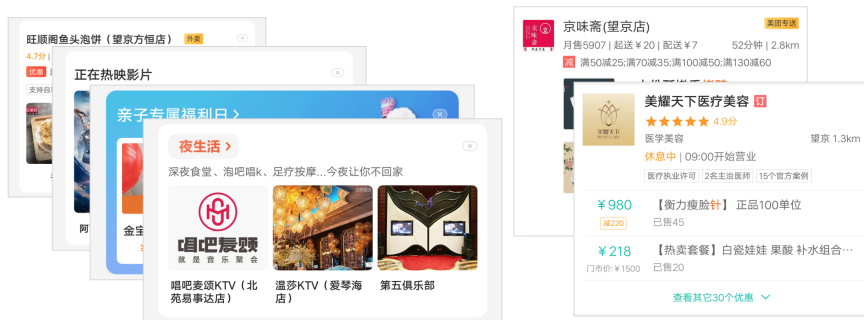 旺顺阁鱼头泡饼（望京方恒店） 外卖
4.7分
优惠
支持自
正在热映影片
阿
亲子专属福利日 >
金宝
夜生活 >
深夜食堂、泡吧唱k、足疗按摩...今夜让你不回家
唱吧麦颂
就是音乐聚会
唱吧麦颂KTV（北苑易事达店）
温莎KTV（爱琴海店）
第五俱乐部
京味斋
京味斋(望京店) 美团专送
月售5907 | 起送￥20 | 配送￥7 52分钟 | 2.8km
减 满50减25;满70减35;满100减50;满130减60
美耀天下
美耀天下医疗美容 订
4.9分
医学美容 望京 1.3km
休息中 | 09:00开始营业
医疗执业许可 2名主治医师 15个官方案例
￥980 【衡力瘦脸针】 正品100单位
减220 已售45
￥218 【热卖套餐】白瓷娃娃 果酸 补水组合···
门市价:￥1500 已售20
查看其它30个优惠